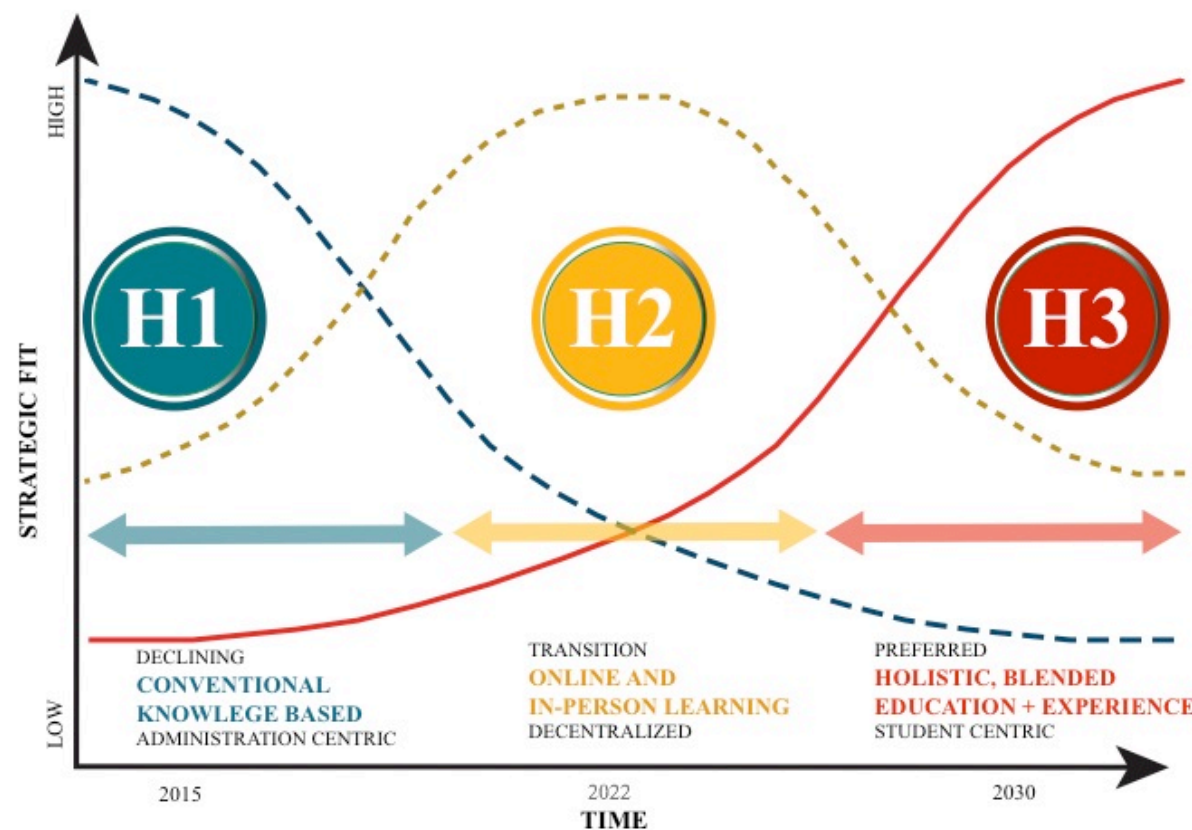 HIGH
H1
H2
H3
STRATEGIC FIT
DECLINING
CONVENTIONAL
KNOWLEGE BASED
ADMINISTRATION CENTRIC
TRANSITION
ONLINE AND
IN-PERSON LEARNING
DECENTRALIZED
PREFERRED
HOLISTIC, BLENDED
EDUCATION + EXPERIENCE
STUDENT CENTRIC
LOW
2015
2022
2030
TIME